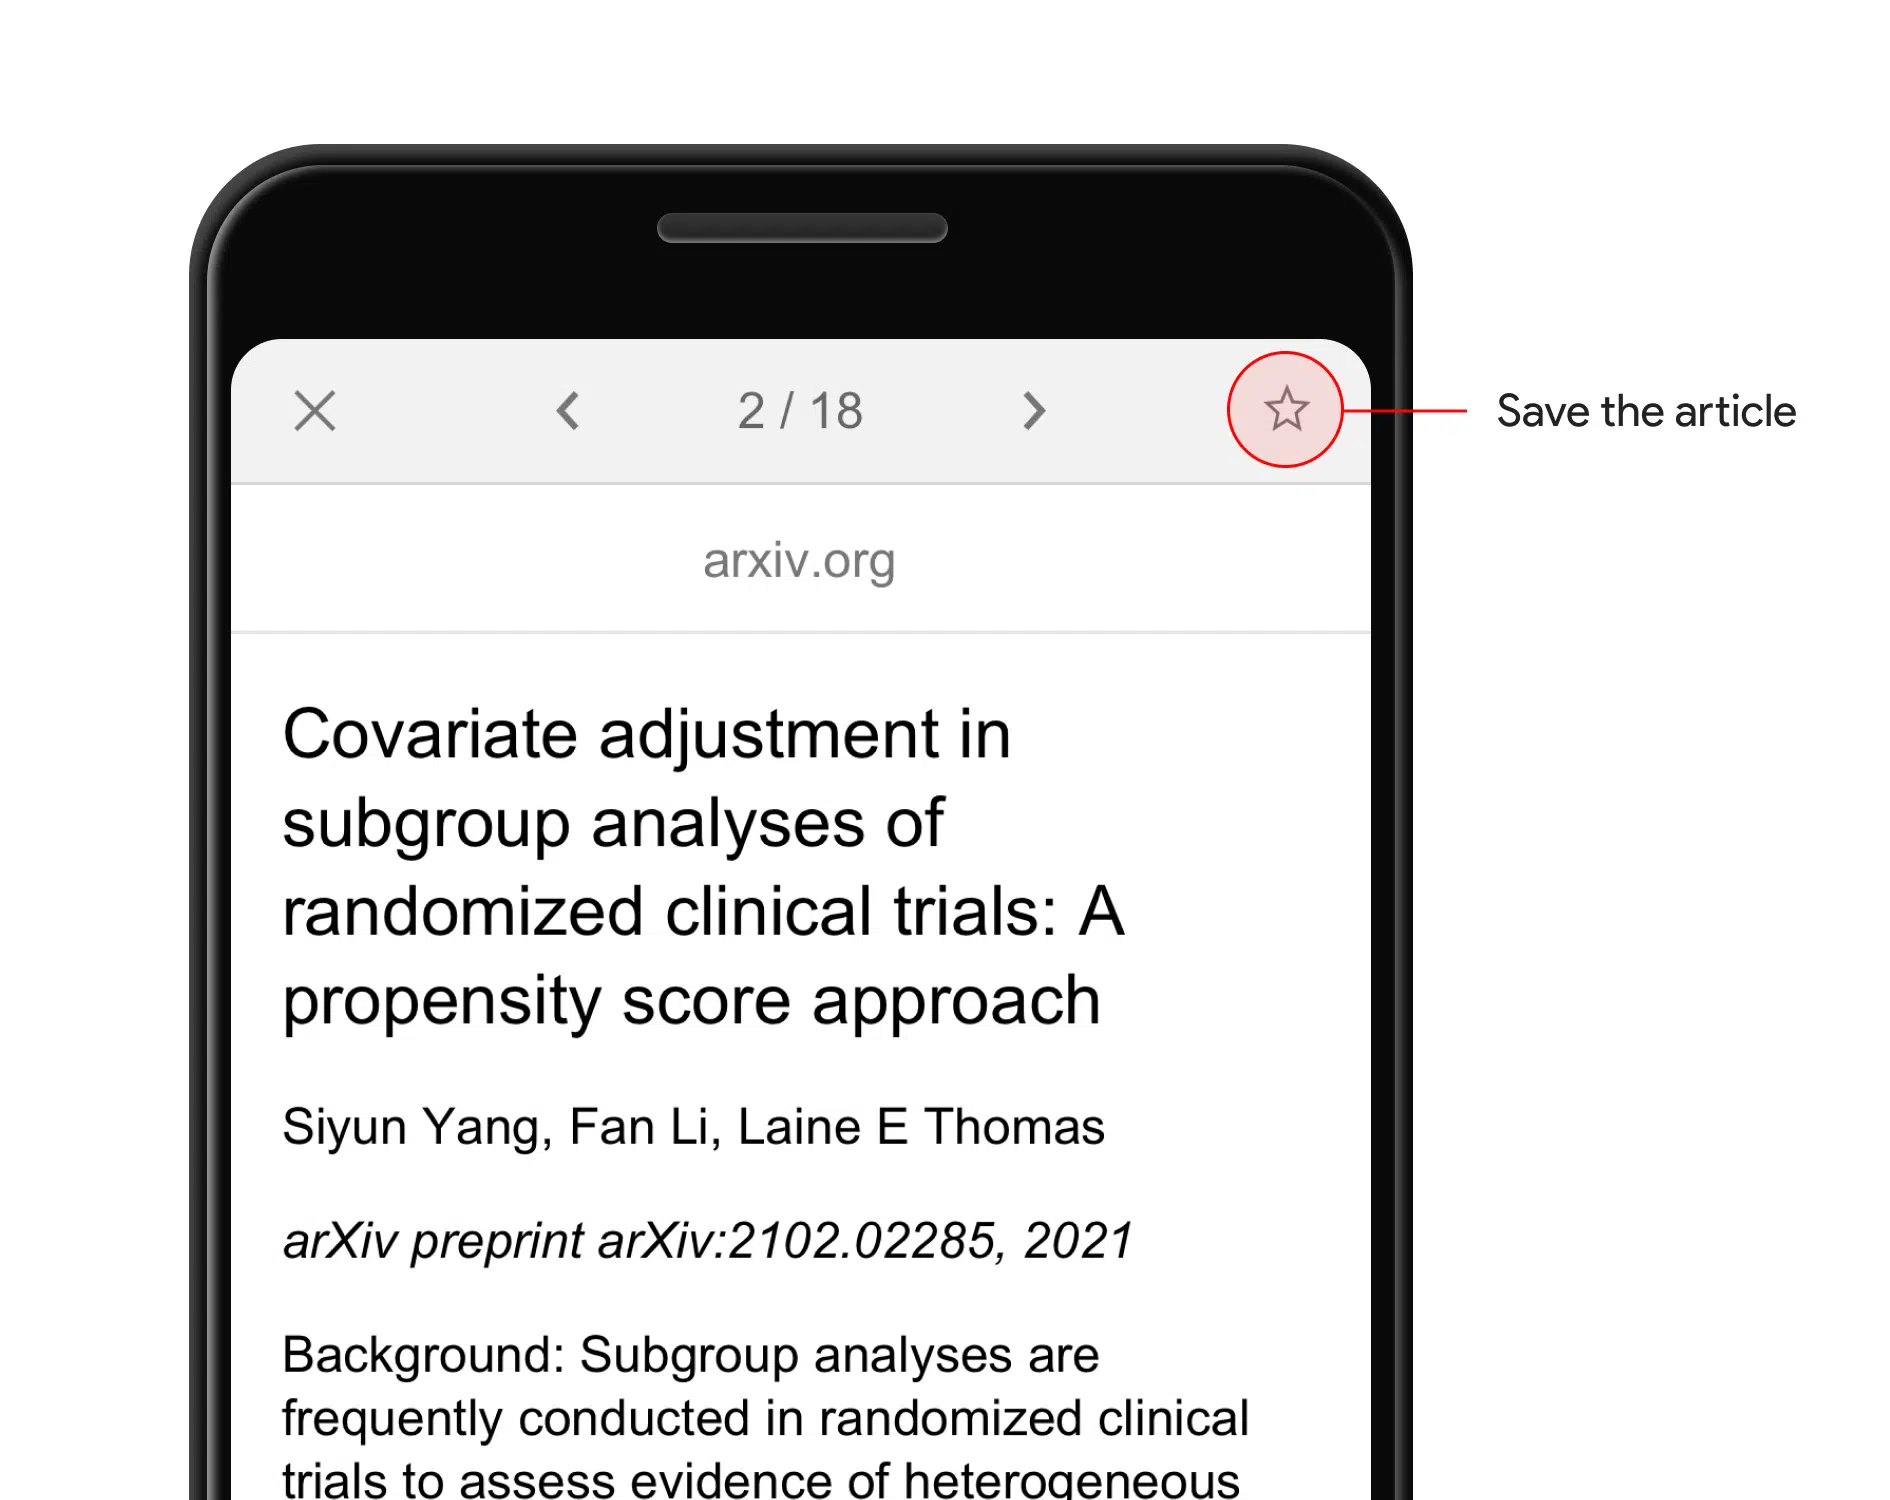 2 / 18
Save the article
arxiv.org
Covariate adjustment in
subgroup analyses of
randomized clinical trials: A
propensity score approach
Siyun Yang, Fan Li, Laine E Thomas
arXiv preprint arXiv:2102.02285, 2021
Background: Subgroup analyses are
frequently conducted in randomized clinical
trials to assess evidence of heterogeneous